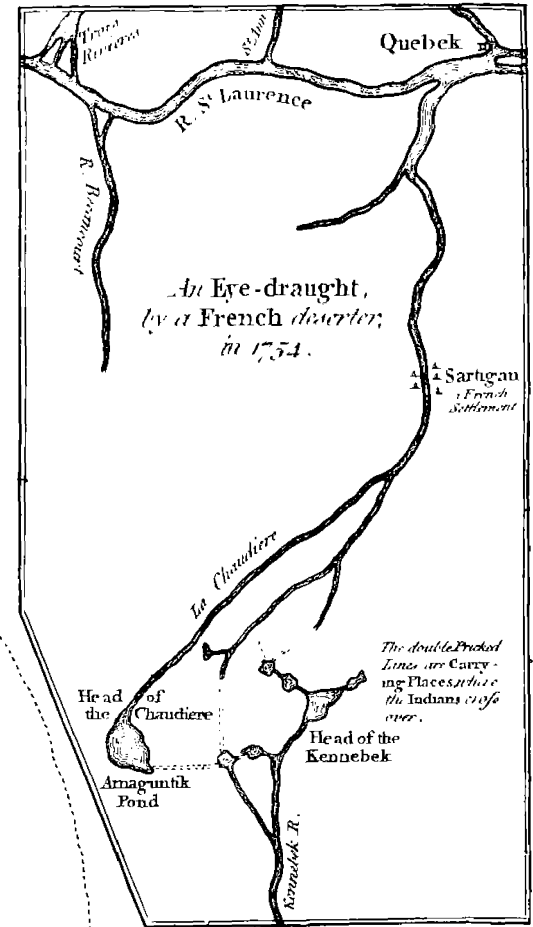 Trois
Rivieres
St Ann
Quebek
R. St Laurence
R. Becancourt
An Eye-draught,
by a French deserter,
in 1754.
Sartigan
a French
Settlement
La Chaudiere
The double Pricked
Lines are Carry-
ing Places, where
the Indians cross
over.
Head of
the Chaudiere
Head of the
Kennebek
Amaguntik
Pond
Kennebek R.